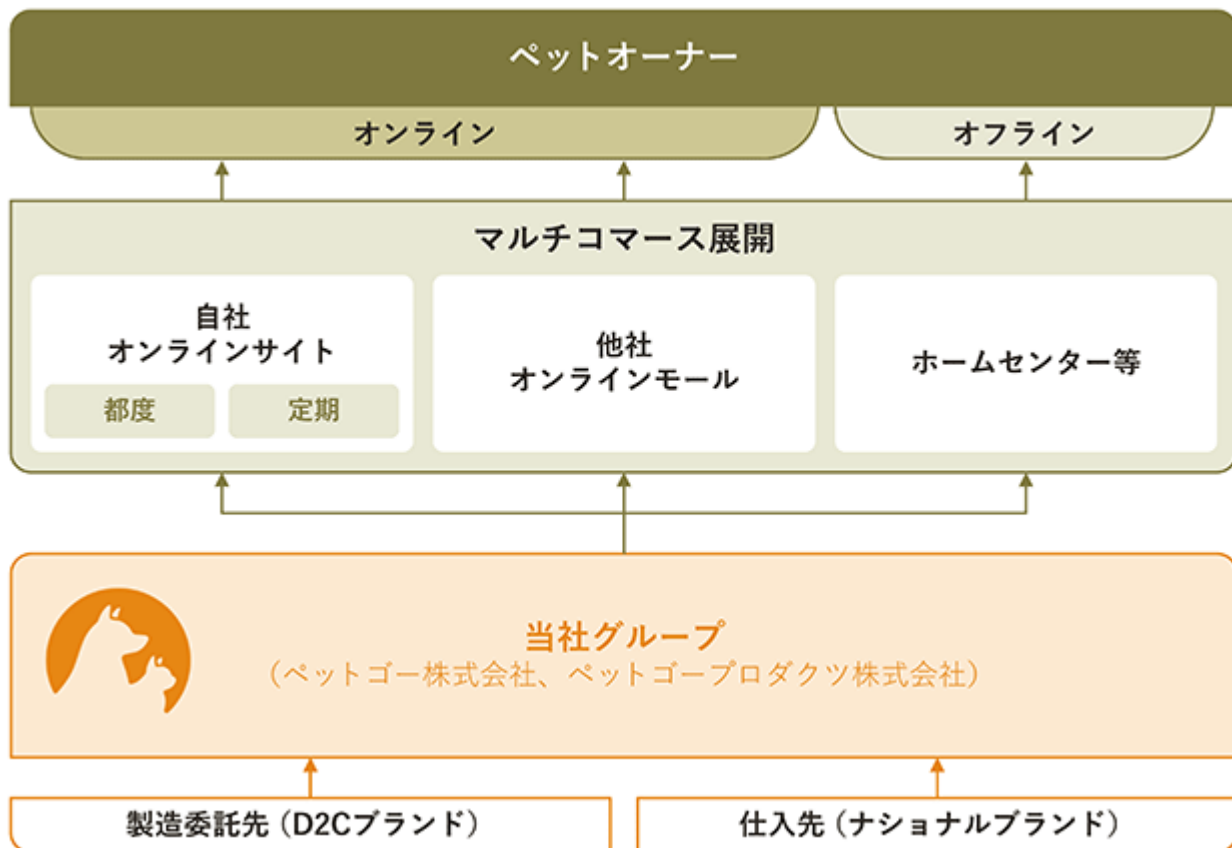 ペットオーナー
オンライン
オフライン
マルチコマース展開
自社
オンラインサイト
都度
定期
他社
オンラインモール
ホームセンター等
当社グループ
（ペットゴー株式会社、ペットゴープロダクツ株式会社）
製造委託先（D2Cブランド）
仕入先（ナショナルブランド）